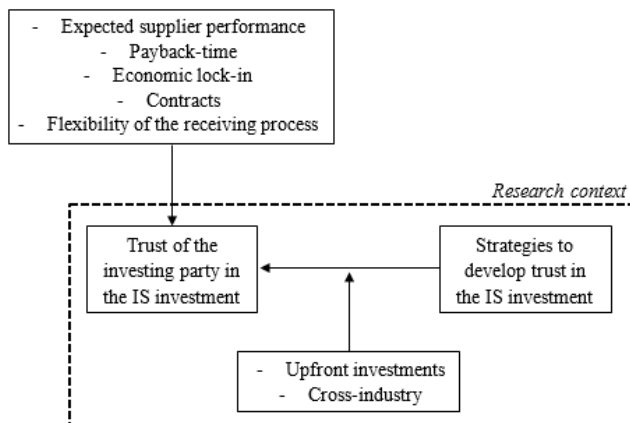 - Expected supplier performance
- Payback-time
- Economic lock-in
- Contracts
- Flexibility of the receiving process
Research context
Trust of the
investing party in
the IS investment
Strategies to
develop trust in
the IS investment
- Upfront investments
- Cross-industry